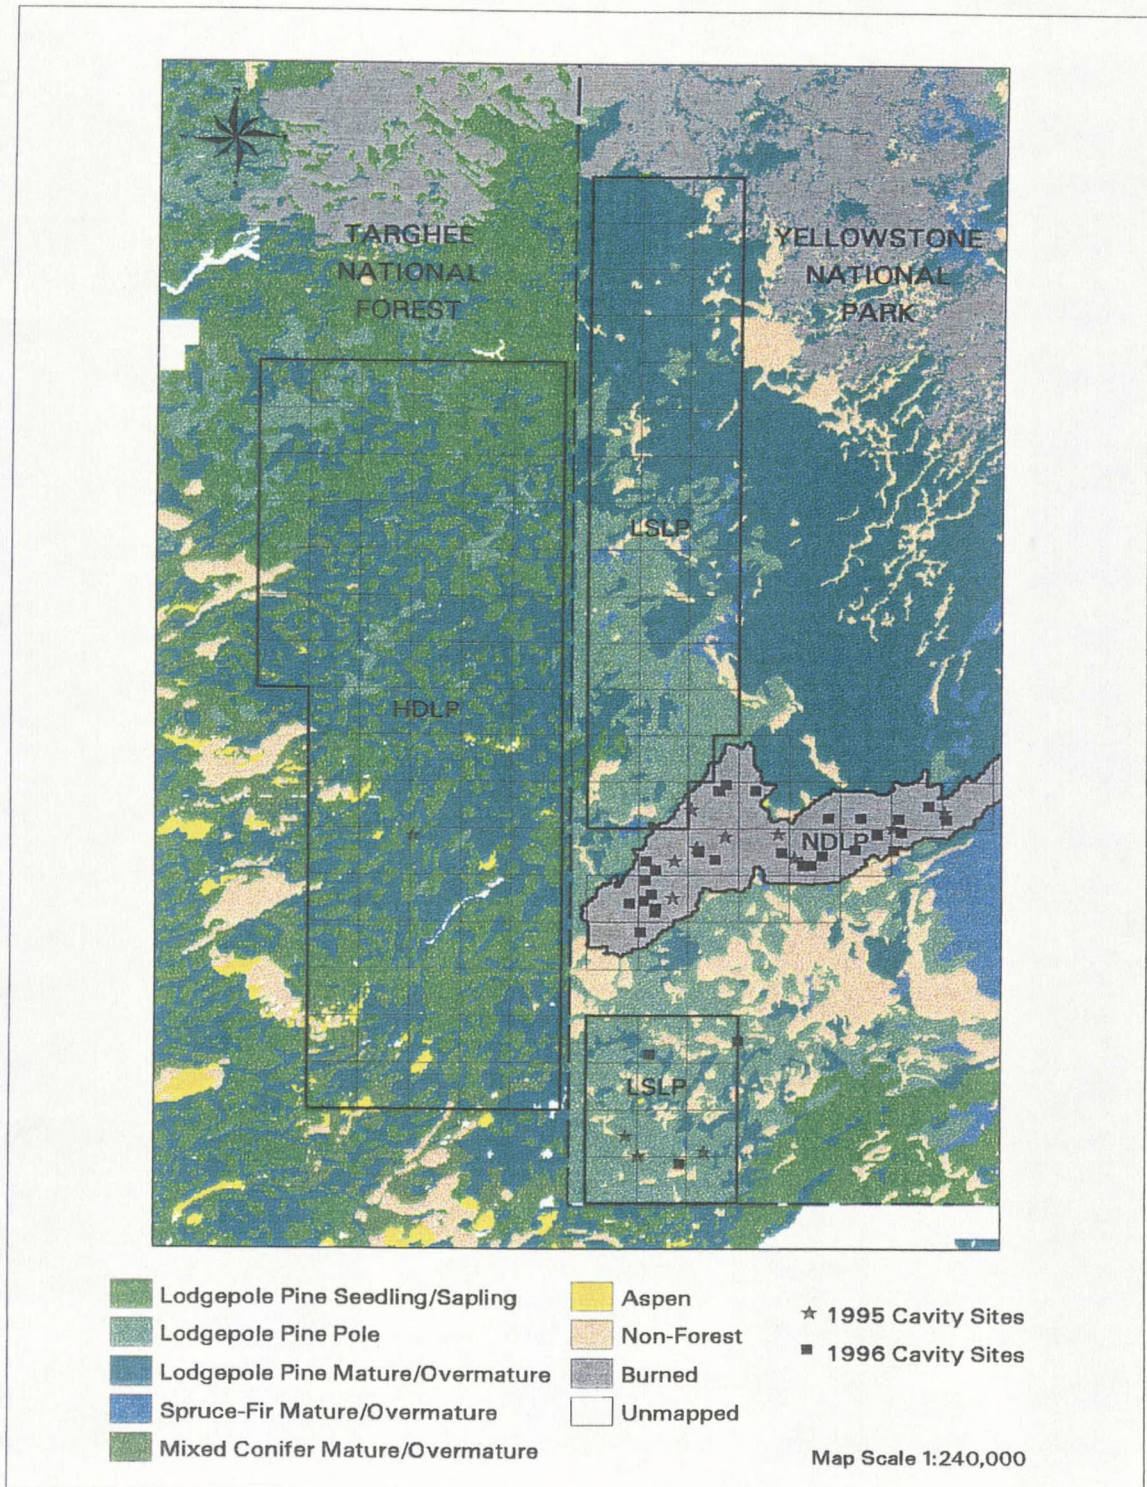 TARGHEE
NATIONAL
FOREST
YELLOWSTONE
NATIONAL
PARK
LSLP
HDLP
NDLP
LSLP
Lodgepole Pine Seedling/Sapling
Lodgepole Pine Pole
Lodgepole Pine Mature/Overmature
Spruce-Fir Mature/Overmature
Mixed Conifer Mature/Overmature
Aspen
Non-Forest
Burned
Unmapped
1995 Cavity Sites
1996 Cavity Sites
Map Scale 1:240,000